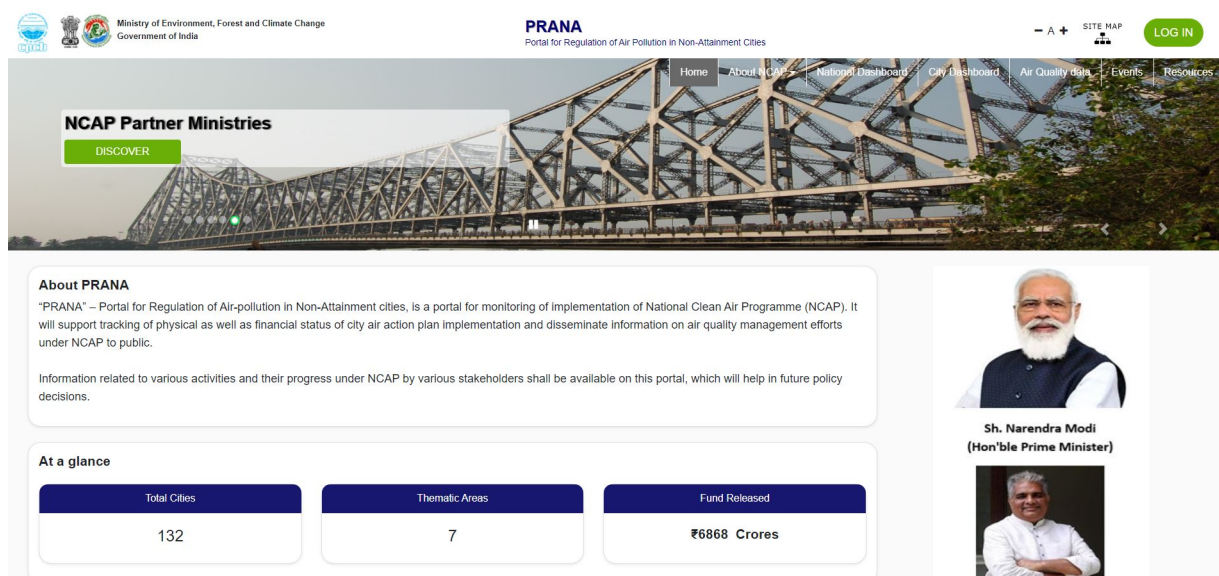 cpcb
Ministry of Environment, Forest and Climate Change
Government of India
PRANA
Portal for Regulation of Air Pollution in Non-Attainment Cities
- A +
SITE MAP
LOG IN
Home
About NCAP
National Dashboard
City Dashboard
Air Quality data
Events
Resources
NCAP Partner Ministries
DISCOVER
About PRANA
“PRANA” – Portal for Regulation of Air-pollution in Non-Attainment cities, is a portal for monitoring of implementation of National Clean Air Programme (NCAP). It
will support tracking of physical as well as financial status of city air action plan implementation and disseminate information on air quality management efforts
under NCAP to public.
Information related to various activities and their progress under NCAP by various stakeholders shall be available on this portal, which will help in future policy
decisions.
Sh. Narendra Modi
(Hon'ble Prime Minister)
At a glance
Total Cities
Thematic Areas
Fund Released
132
7
₹6868 Crores